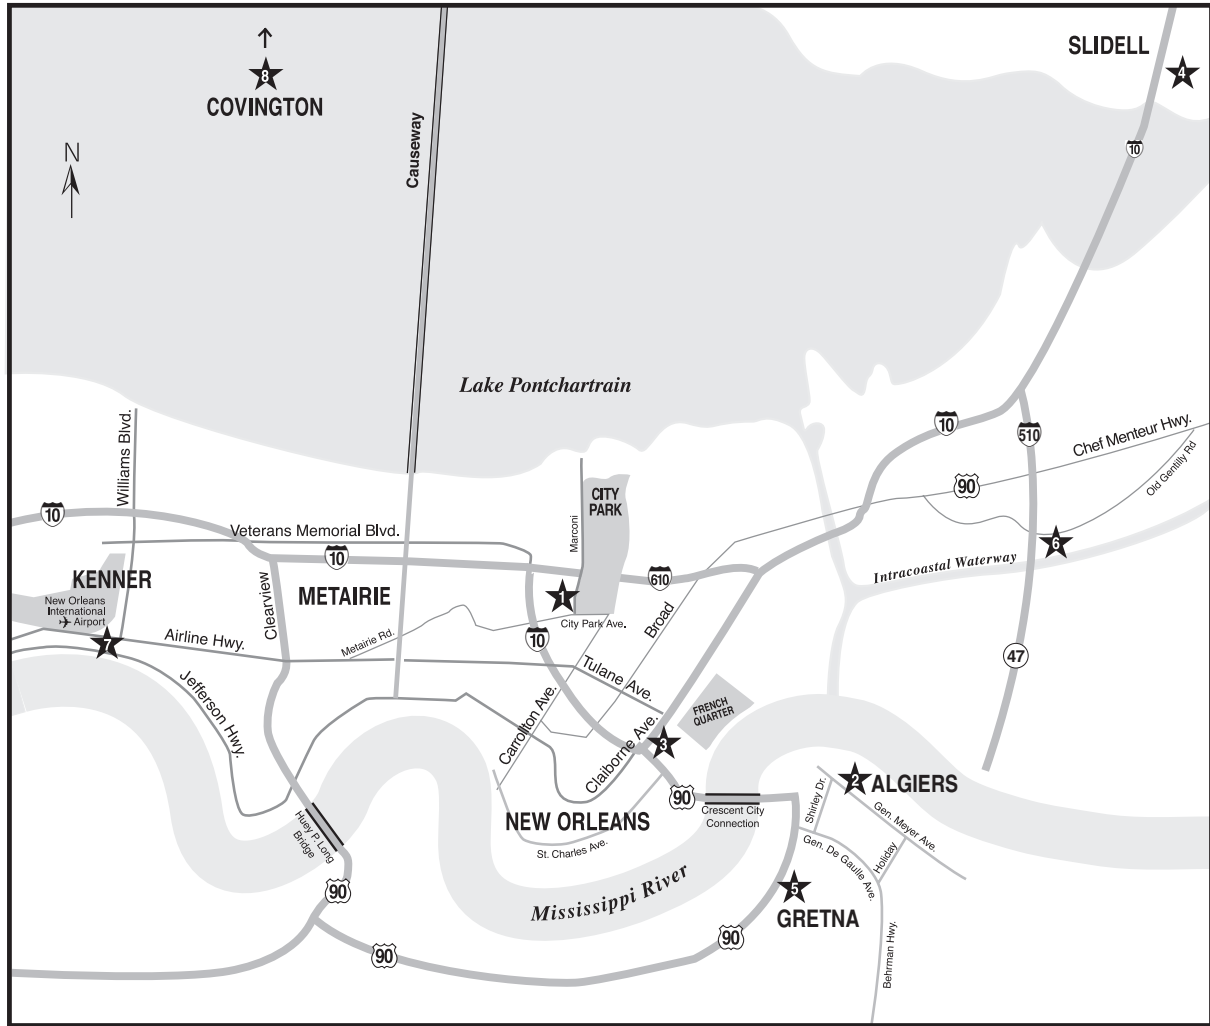 SLIDELL
4
8
COVINGTON
Causeway
N
10
Lake Pontchartrain
Williams Blvd.
10
510
Chef Menteur Hwy.
Old Gentilly Rd
90
CITY
PARK
Marconi
10
Veterans Memorial Blvd.
10
6
Intracoastal Waterway
KENNER
New Orleans
International
Airport
7
Clearview
METAIRIE
1
610
City Park Ave.
Broad
Airline Hwy.
Metairie Rd.
10
47
Tulane Ave.
Jefferson Hwy.
Carrollton Ave.
Claiborne Ave.
FRENCH
QUARTER
3
2
ALGIERS
90
Crescent City
Connection
Shirley Dr.
Gen. Meyer Ave.
Huey P. Long
Bridge
NEW ORLEANS
St. Charles Ave.
Gen. De Gaulle Ave.
Holiday
90
Mississippi River
5
GRETNA
90
90
Behrman Hwy.